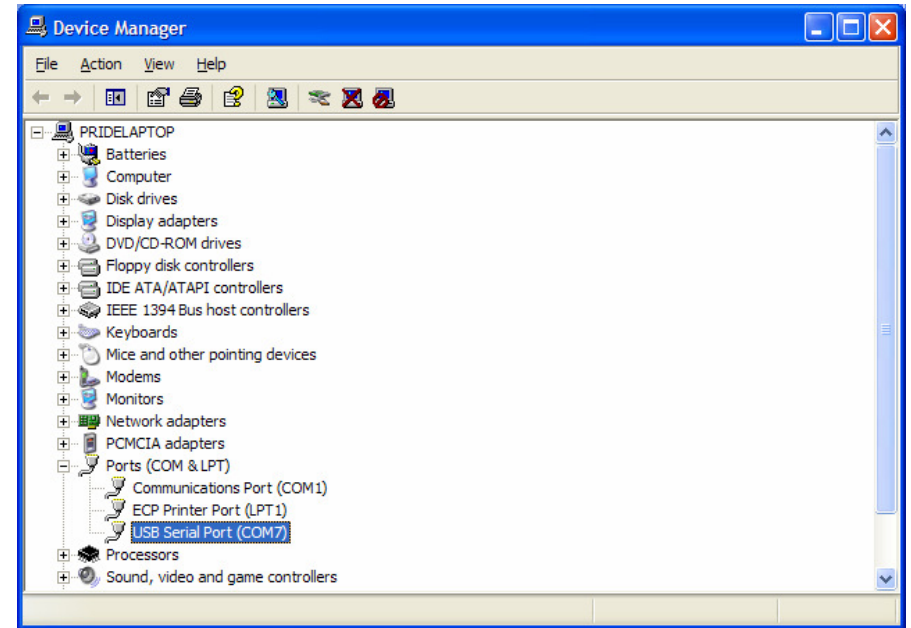 Device Manager
File Action View Help
PRIDELAPTOP
Batteries
Computer
Disk drives
Display adapters
DVD/CD-ROM drives
Floppy disk controllers
IDE ATA/ATAPI controllers
IEEE 1394 Bus host controllers
Keyboards
Mice and other pointing devices
Modems
Monitors
Network adapters
PCMCIA adapters
Ports (COM & LPT)
Communications Port (COM1)
ECP Printer Port (LPT1)
USB Serial Port (COM7)
Processors
Sound, video and game controllers